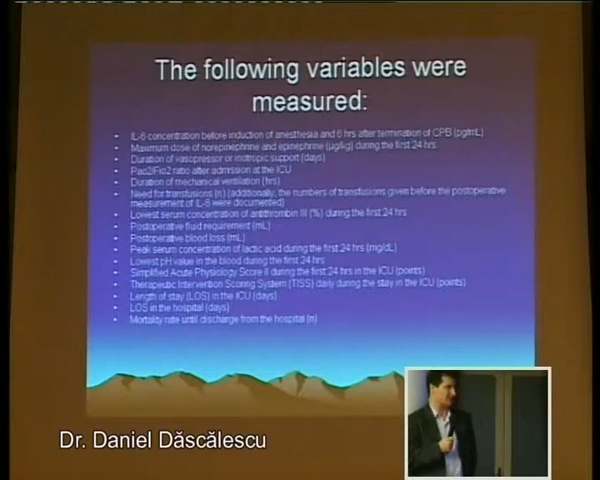 The following variables were
measured:
• IL-6 concentration before induction of anesthesia and 6 hrs after termination of CPB (pg/mL)
• Maximum dose of norepinephrine and epinephrine (µg/kg) during the first 24 hrs
• Duration of vasopressor or inotropic support (days)
• Pao2/Fio2 ratio after admission at the ICU
• Duration of mechanical ventilation (hrs)
• Need for transfusions (n) (additionally, the numbers of transfusions given before the postoperative
measurement of IL-6 were documented)
• Lowest serum concentration of antithrombin III (%) during the first 24 hrs
• Postoperative fluid requirement (mL)
• Postoperative blood loss (mL)
• Peak serum concentration of lactic acid during the first 24 hrs (mg/dL)
• Lowest pH value in the blood during the first 24 hrs
• Simplified Acute Physiology Score II during the first 24 hrs in the ICU (points)
• Therapeutic Intervention Scoring System (TISS) daily during the stay in the ICU (points)
• Length of stay (LOS) in the ICU (days)
• LOS in the hospital (days)
• Mortality rate until discharge from the hospital (n)
Dr. Daniel Dăscălescu